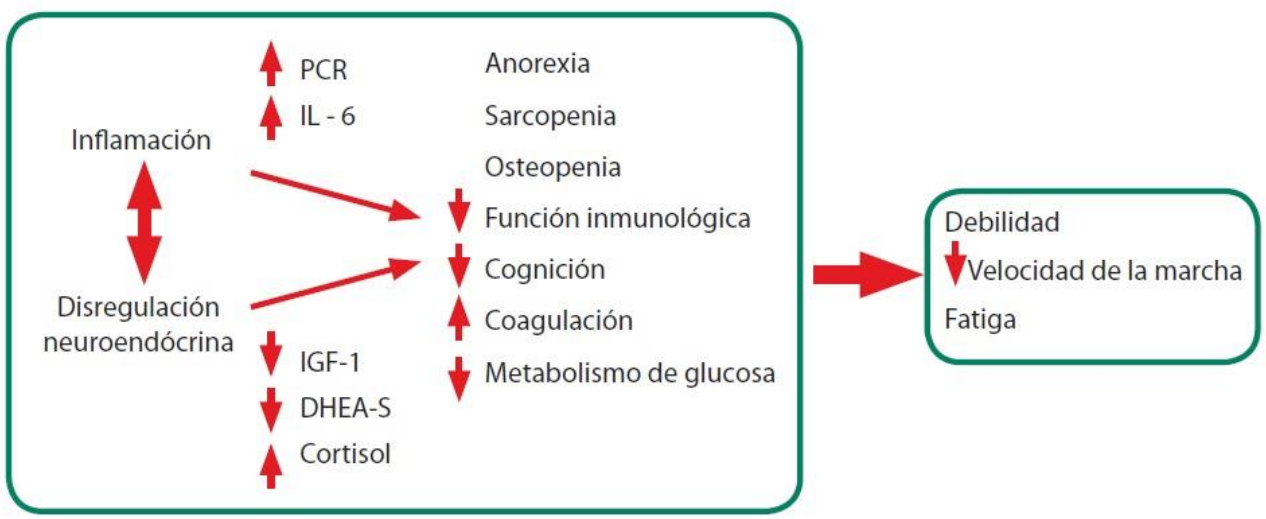 PCR
IL - 6
Inflamación
Disregulación
neuroendócrina
IGF-1
DHEA-S
Cortisol
Anorexia
Sarcopenia
Osteopenia
Función inmunológica
Cognición
Coagulación
Metabolismo de glucosa
Debilidad
Velocidad de la marcha
Fatiga